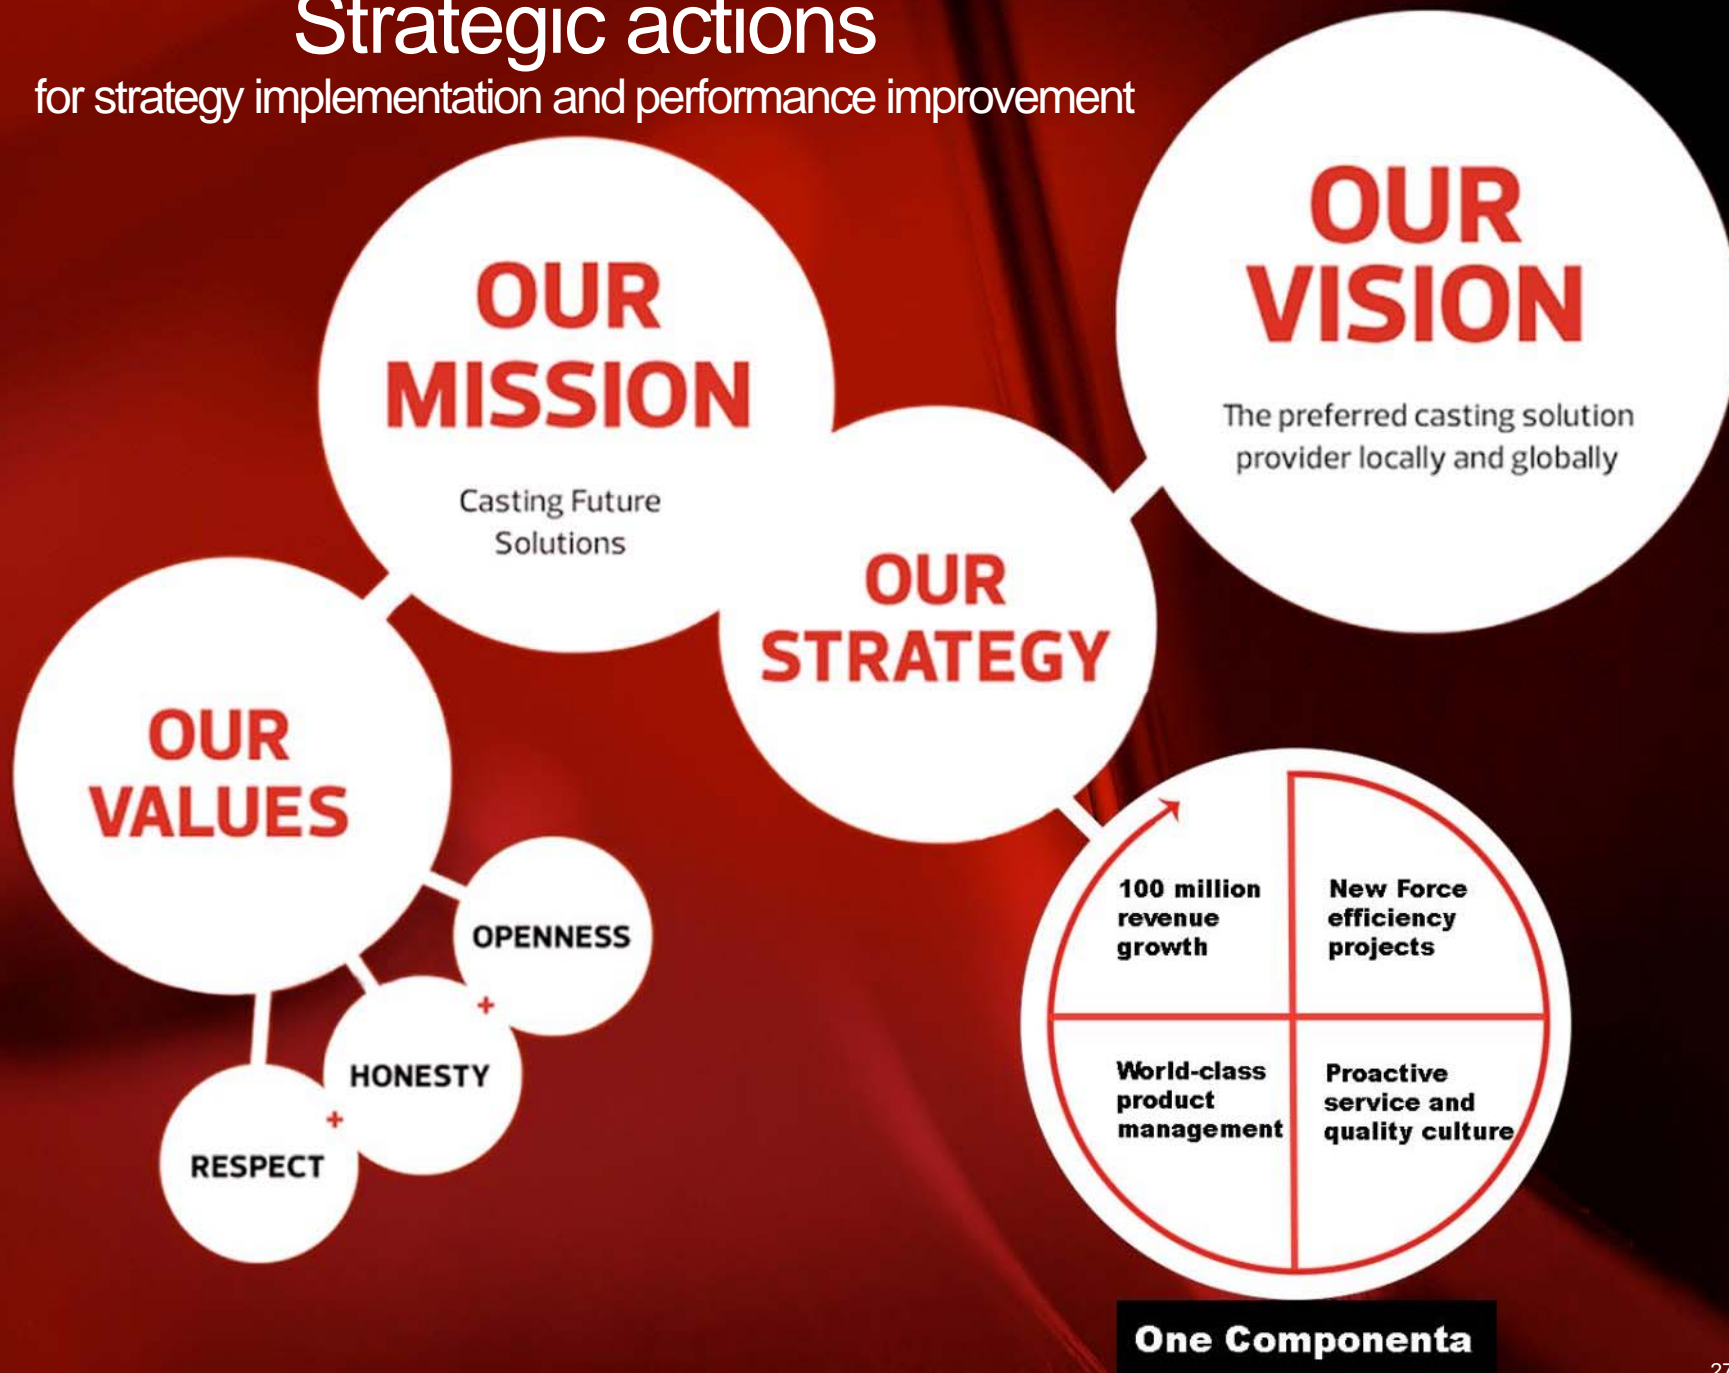 Strategic actions
for strategy implementation and performance improvement
OUR
MISSION
Casting Future
Solutions
OUR
VISION
The preferred casting solution
provider locally and globally
OUR
STRATEGY
OUR
VALUES
OPENNESS
+
HONESTY
+
RESPECT
100 million
revenue
growth
New Force
efficiency
projects
World-class
product
management
Proactive
service and
quality culture
One Componenta
27